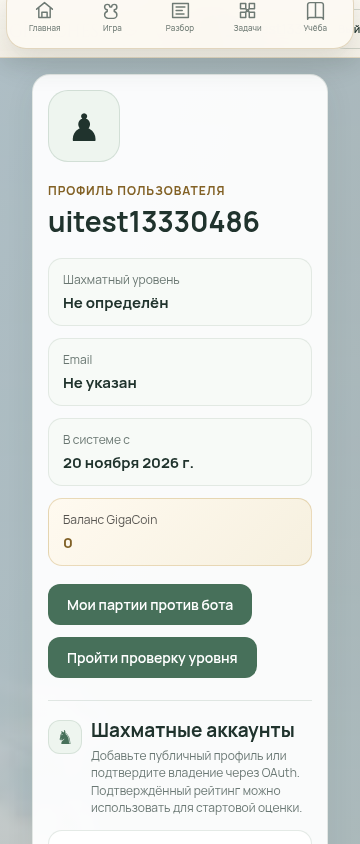 Главная
Игра
Разбор
Задачи
Учёба
й
ПРОФИЛЬ ПОЛЬЗОВАТЕЛЯ
uitest13330486
Шахматный уровень
Не определён
Email
Не указан
В системе с
20 ноября 2026 г.
Баланс GigaCoin
0
Мои партии против бота
Пройти проверку уровня
Шахматные аккаунты
Добавьте публичный профиль или
подтвердите владение через OAuth.
Подтверждённый рейтинг можно
использовать для стартовой оценки.